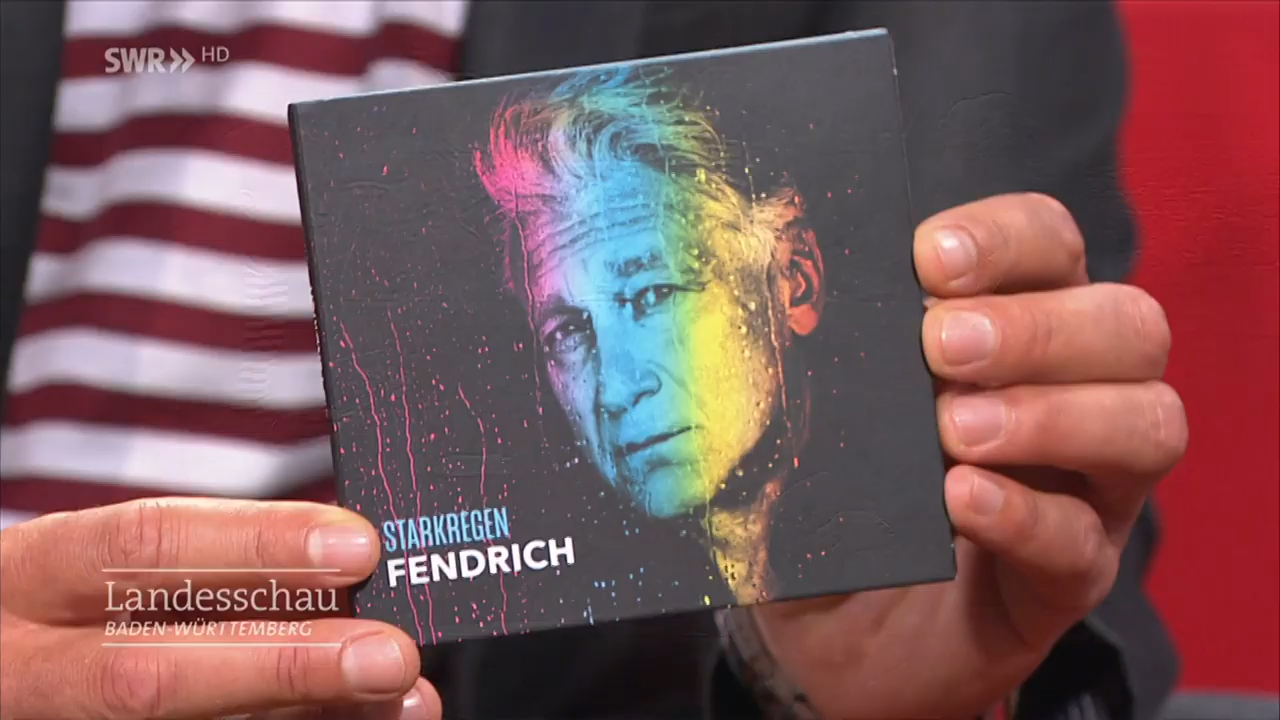 SWR>> HD
STARKREGEN
FENDRICH
Landesschau
BADEN-WÜRTTEMBERG